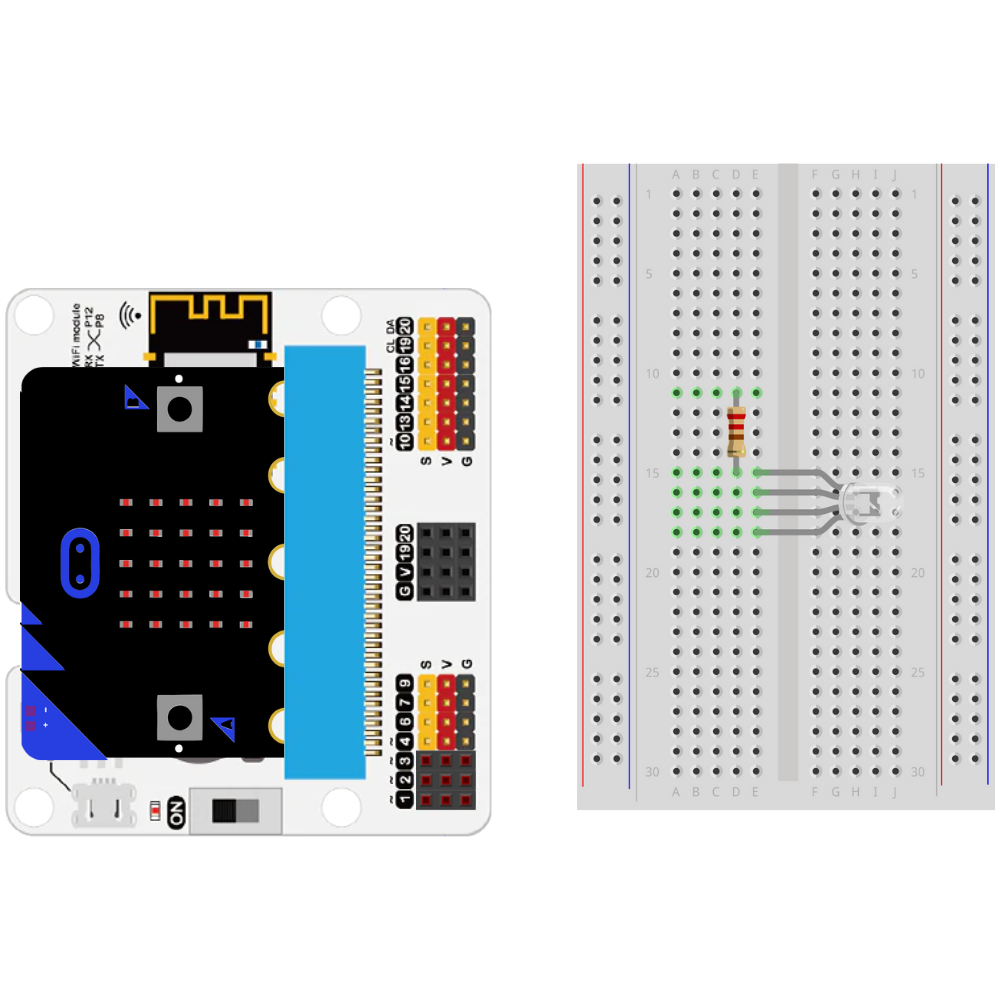 WiFi module
RX P12
TX P8
B
A
ON
CL DA
~ 10 13 14 15 16 19 20
S V G
G V 19 20
S V G
~ 1 ~ 2 ~ 3 ~ 4 6 7 9
A B C D E F G H I J
1 1
5 5
10 10
15 15
20 20
25 25
30 30
A B C D E F G H I J